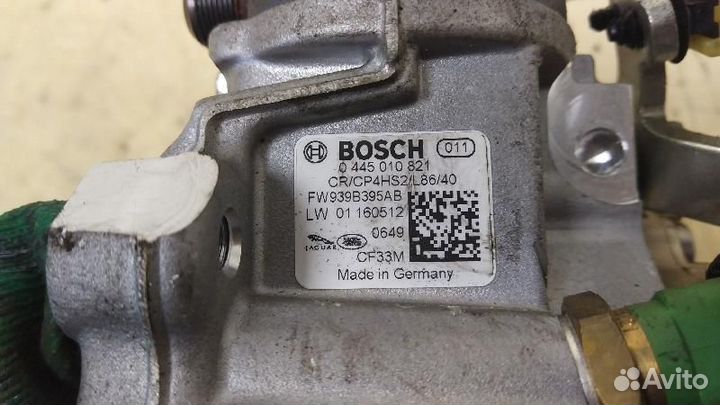 BOSCH 011
0 445 010 821
CR/CP4HS2/L86/40
FW939B395AB
LW 01 160512
0649
JAGUAR
CF33M
Made in Germany
Avito